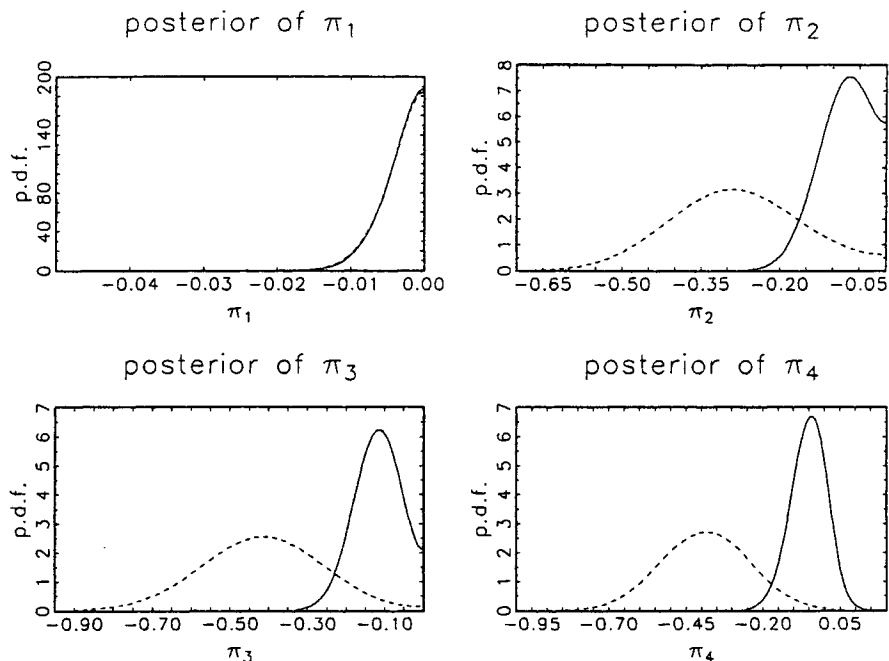 posterior of π1
200
140
80
40
0
p.d.f.
−0.04 −0.03 −0.02 −0.01 0.00
π1
posterior of π2
8
7
6
5
4
3
2
1
0
p.d.f.
−0.65 −0.50 −0.35 −0.20 −0.05
π2
posterior of π3
7
6
5
4
3
2
1
0
p.d.f.
−0.90 −0.70 −0.50 −0.30 −0.10
π3
posterior of π4
7
6
5
4
3
2
1
0
p.d.f.
−0.95 −0.70 −0.45 −0.20 0.05
π4